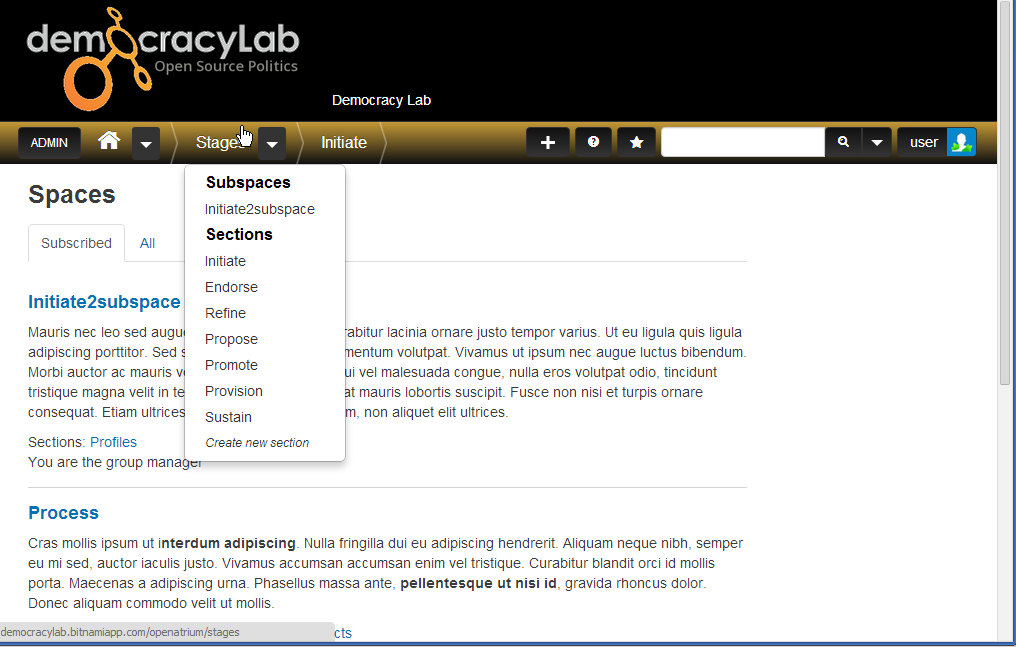 democracyLab
Open Source Politics
Democracy Lab
ADMIN
Stages
Initiate
user
Subspaces
Initiate2subspace
Sections
Initiate
Endorse
Refine
Propose
Promote
Provision
Sustain
Create new section
Spaces
Subscribed
All
Initiate2subspace
Mauris nec leo sed augue rabitur lacinia ornare justo tempor varius. Ut eu ligula quis ligula
adipiscing porttitor. Sed s mentum volutpat. Vivamus ut ipsum nec augue luctus bibendum.
Morbi auctor ac mauris ve ui vel malesuada congue, nulla eros volutpat odio, tincidunt
tristique magna velit in te at mauris lobortis suscipit. Fusce non nisi et turpis ornare
consequat. Etiam ultrices m, non aliquet elit ultrices.
Sections: Profiles
You are the group manager
Process
Cras mollis ipsum ut interdum adipiscing. Nulla fringilla dui eu adipiscing hendrerit. Aliquam neque nibh, semper
eu mi sed, auctor iaculis justo. Vivamus accumsan accumsan enim vel tristique. Curabitur blandit orci id mollis
porta. Maecenas a adipiscing urna. Phasellus massa ante, pellentesque ut nisi id, gravida rhoncus dolor.
Donec aliquam commodo velit ut mollis.
democracylab.bitnamiapp.com/openatrium/stages
cts